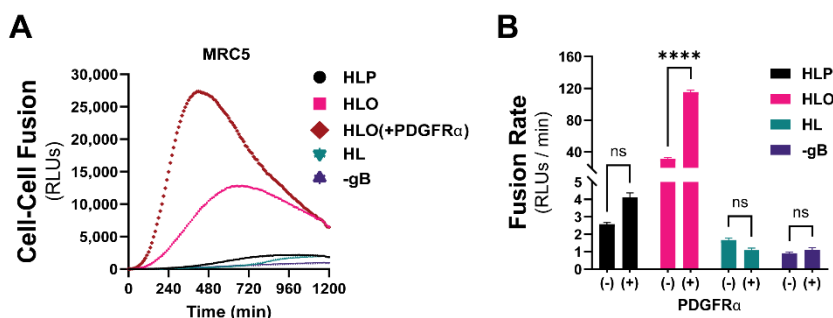 A
MRC5
Cell-Cell Fusion
(RLUs)
30,000
25,000
20,000
15,000
10,000
5,000
0
0 240 480 720 960 1200
Time (min)
HLP
HLO
HLO(+PDGFRα)
HL
-gB
B
Fusion Rate
(RLUs / min)
160
120
80
40
4
3
2
1
0
ns
****
ns
ns
(-) (+) (-) (+) (-) (+) (-) (+)
PDGFRα
HLP
HLO
HL
-gB